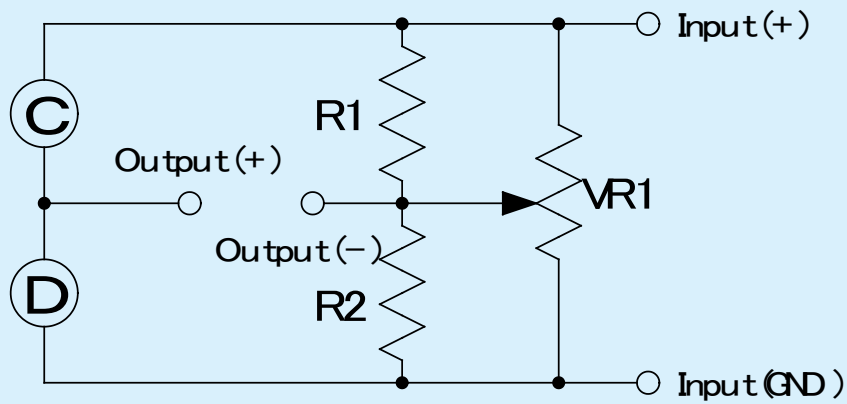 Input(+)
C
R1
Output(+)
VR1
Output(-)
D
R2
Input(GND)